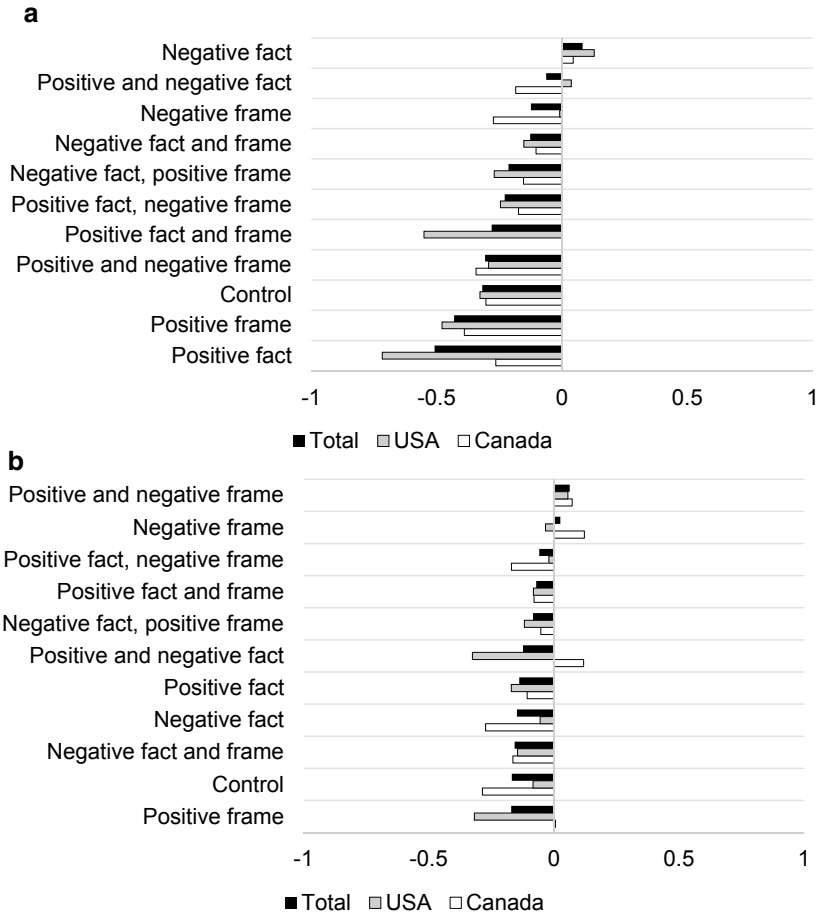 a
Negative fact
Positive and negative fact
Negative frame
Negative fact and frame
Negative fact, positive frame
Positive fact, negative frame
Positive fact and frame
Positive and negative frame
Control
Positive frame
Positive fact
-1 -0.5 0 0.5 1
Total USA Canada
b
Positive and negative frame
Negative frame
Positive fact, negative frame
Positive fact and frame
Negative fact, positive frame
Positive and negative fact
Positive fact
Negative fact
Negative fact and frame
Control
Positive frame
-1 -0.5 0 0.5 1
Total USA Canada